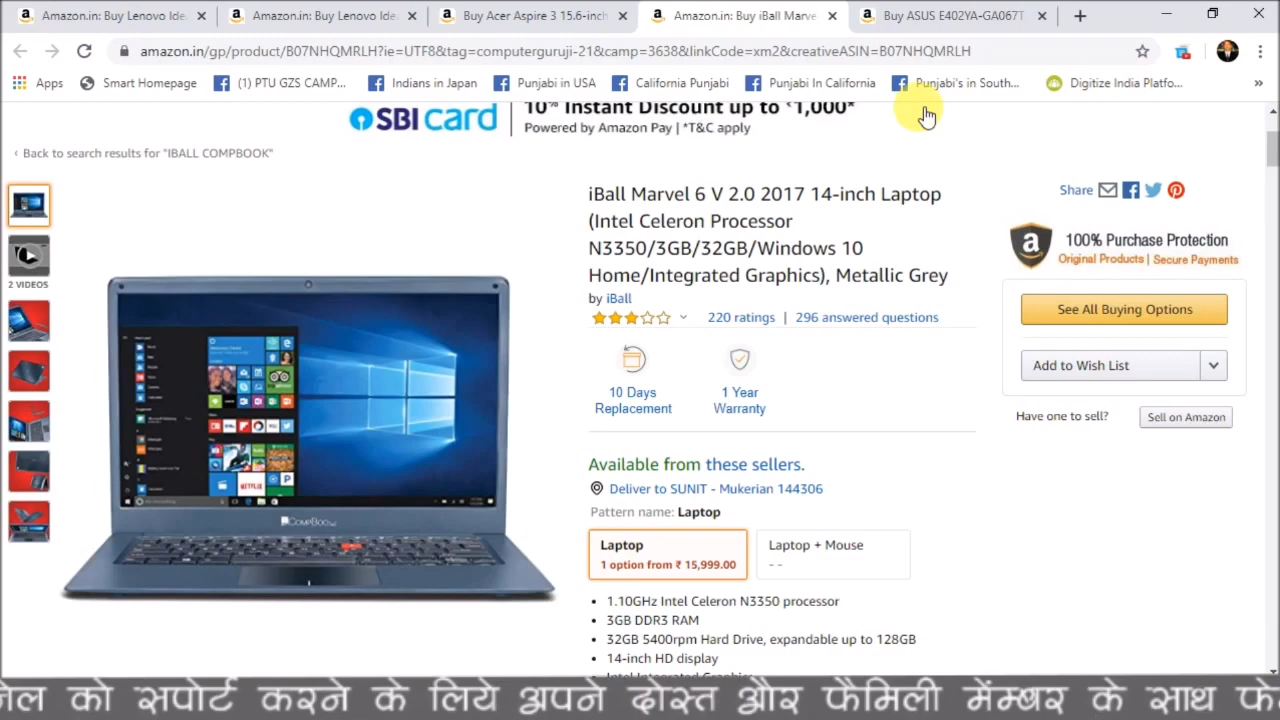 Amazon.in: Buy Lenovo Ide
Amazon.in: Buy Lenovo Ide
Buy Acer Aspire 3 15.6-inch
Amazon.in: Buy iBall Marve
Buy ASUS E402YA-GA067T
amazon.in/gp/product/B07NHQMRLH?ie=UTF8&tag=computerguruji-21&camp=3638&linkCode=xm2&creativeASIN=B07NHQMRLH
Apps
Smart Homepage
(1) PTU GZS CAMP...
Indians in Japan
Punjabi in USA
California Punjabi
Punjabi In California
Punjabi's in South...
Digitize India Platfo...
SBI card
10% Instant Discount up to ₹1,000*
Powered by Amazon Pay | *T&C apply
‹ Back to search results for "IBALL COMPBOOK"
2 VIDEOS
iBall Marvel 6 V 2.0 2017 14-inch Laptop
(Intel Celeron Processor
N3350/3GB/32GB/Windows 10
Home/Integrated Graphics), Metallic Grey
by iBall
220 ratings | 296 answered questions
10 Days
Replacement
1 Year
Warranty
Available from these sellers.
Deliver to SUNIT - Mukerian 144306
Pattern name: Laptop
Laptop
1 option from ₹ 15,999.00
Laptop + Mouse
- -
• 1.10GHz Intel Celeron N3350 processor
• 3GB DDR3 RAM
• 32GB 5400rpm Hard Drive, expandable up to 128GB
• 14-inch HD display
Share
100% Purchase Protection
Original Products | Secure Payments
See All Buying Options
Add to Wish List
Have one to sell?
Sell on Amazon
को सपोर्ट करने के लिये अपने दोस्त और फैमिली मेंम्बर के साथ